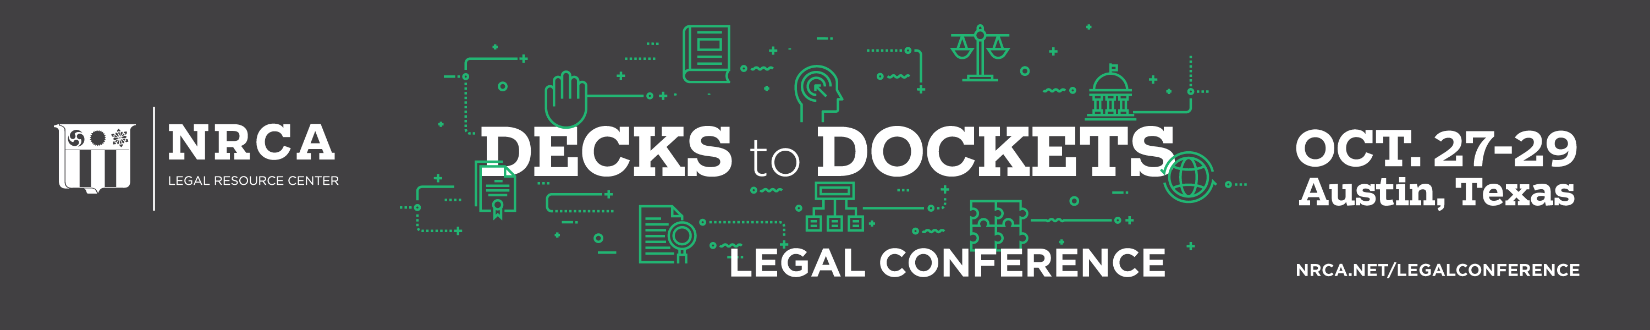 NRCA
LEGAL RESOURCE CENTER
DECKS to DOCKETS
LEGAL CONFERENCE
OCT. 27-29
Austin, Texas
NRCA.NET/LEGALCONFERENCE